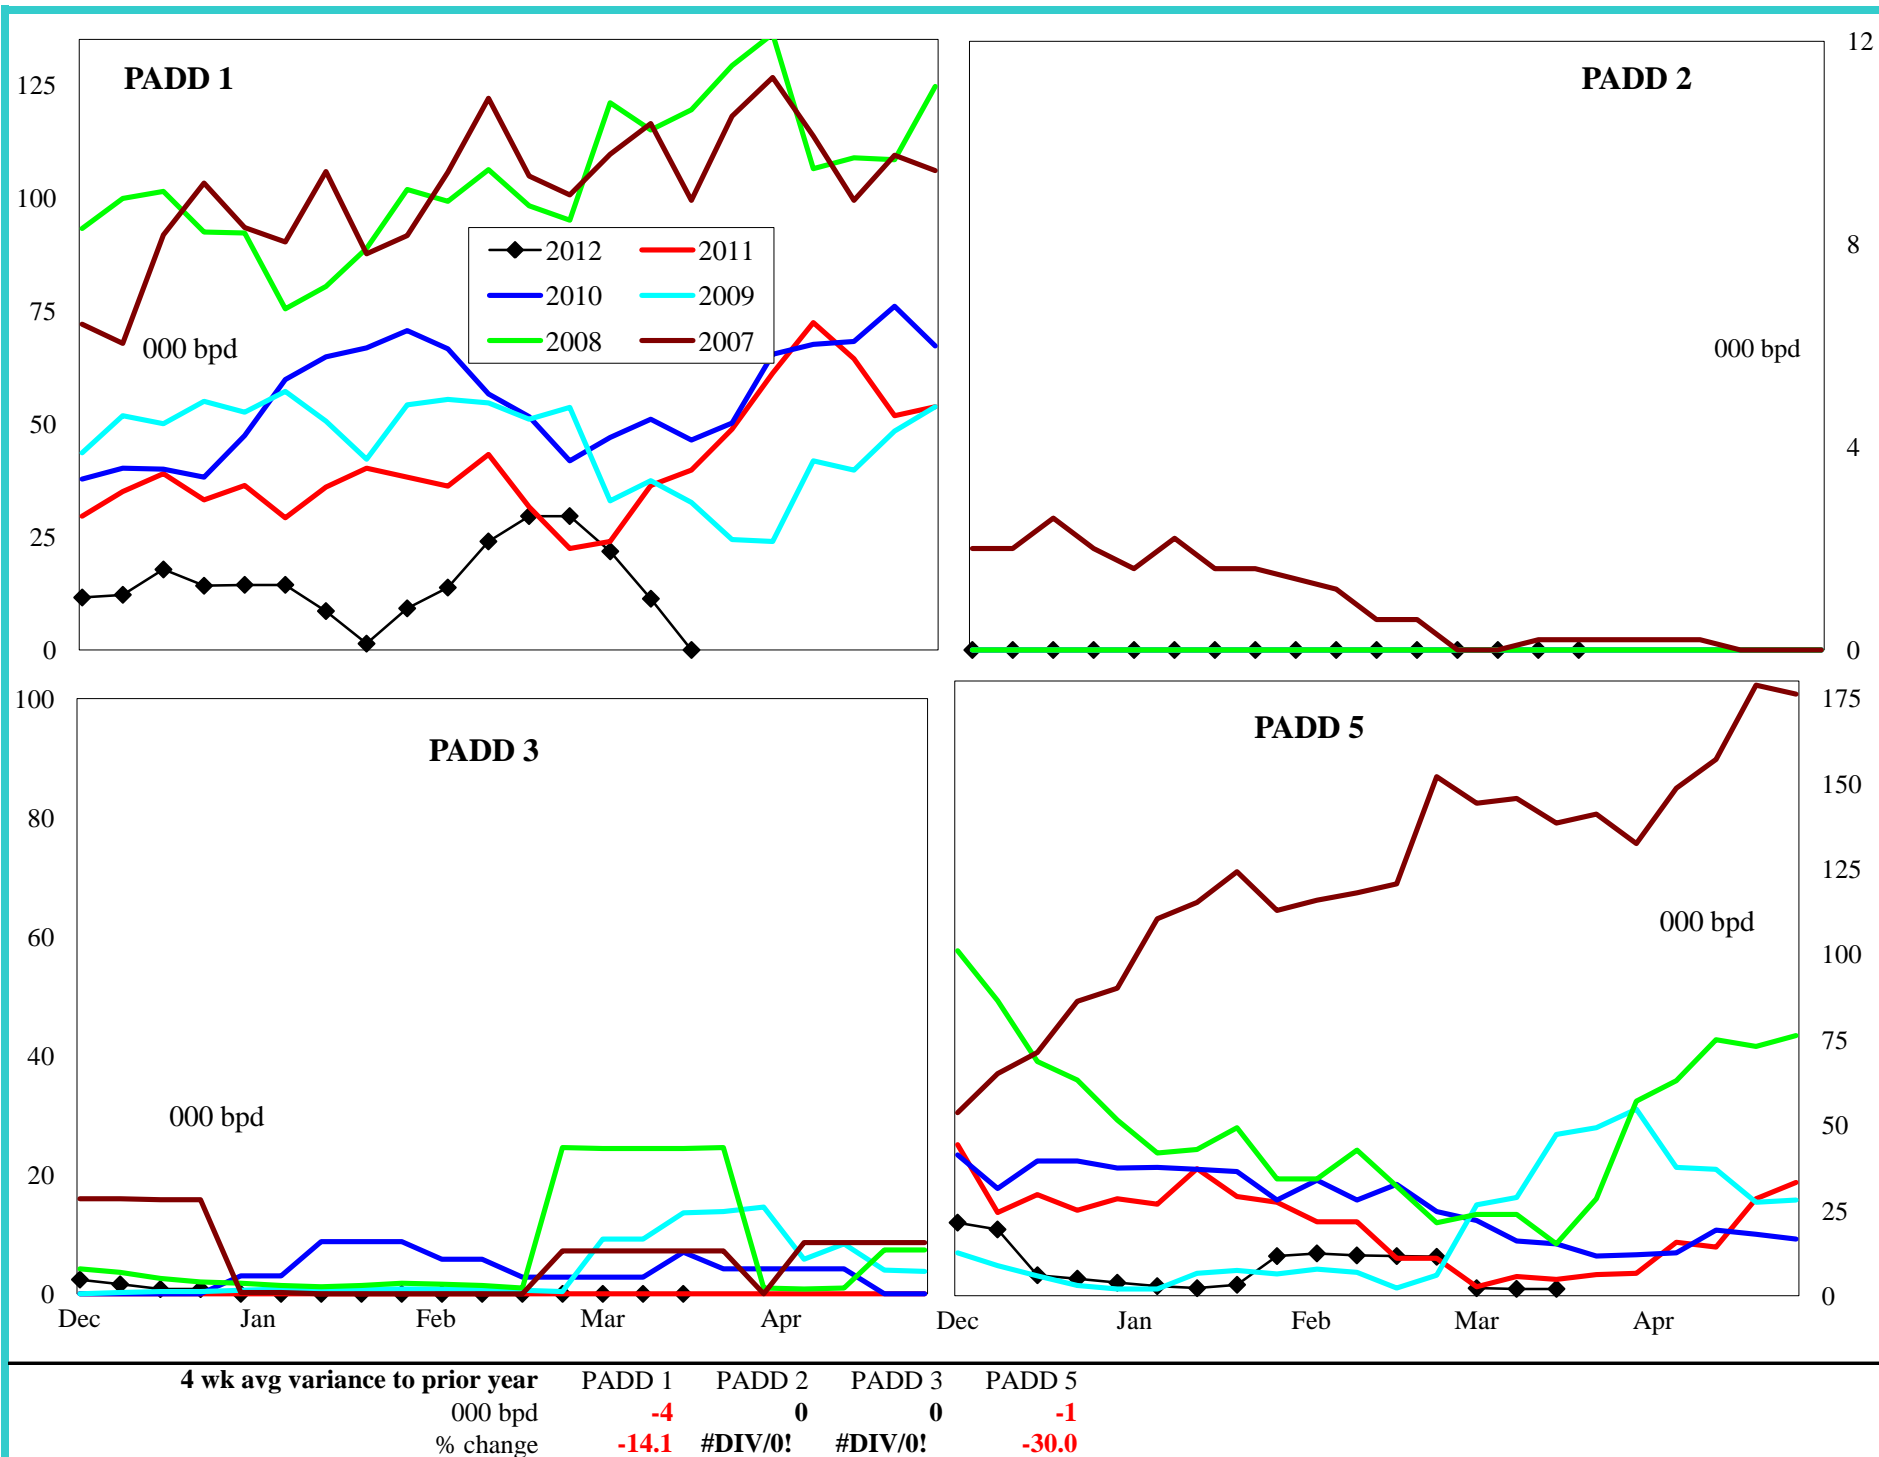 PADD 1
125
100
75
50
25
0
000 bpd
2012 2011
2010 2009
2008 2007
PADD 2
12
8
4
0
000 bpd
PADD 3
100
80
60
40
20
0
000 bpd
Dec Jan Feb Mar Apr
PADD 5
175
150
125
100
75
50
25
0
000 bpd
Dec Jan Feb Mar Apr
4 wk avg variance to prior year PADD 1 PADD 2 PADD 3 PADD 5
000 bpd -4 0 0 -1
% change -14.1 #DIV/0! #DIV/0! -30.0